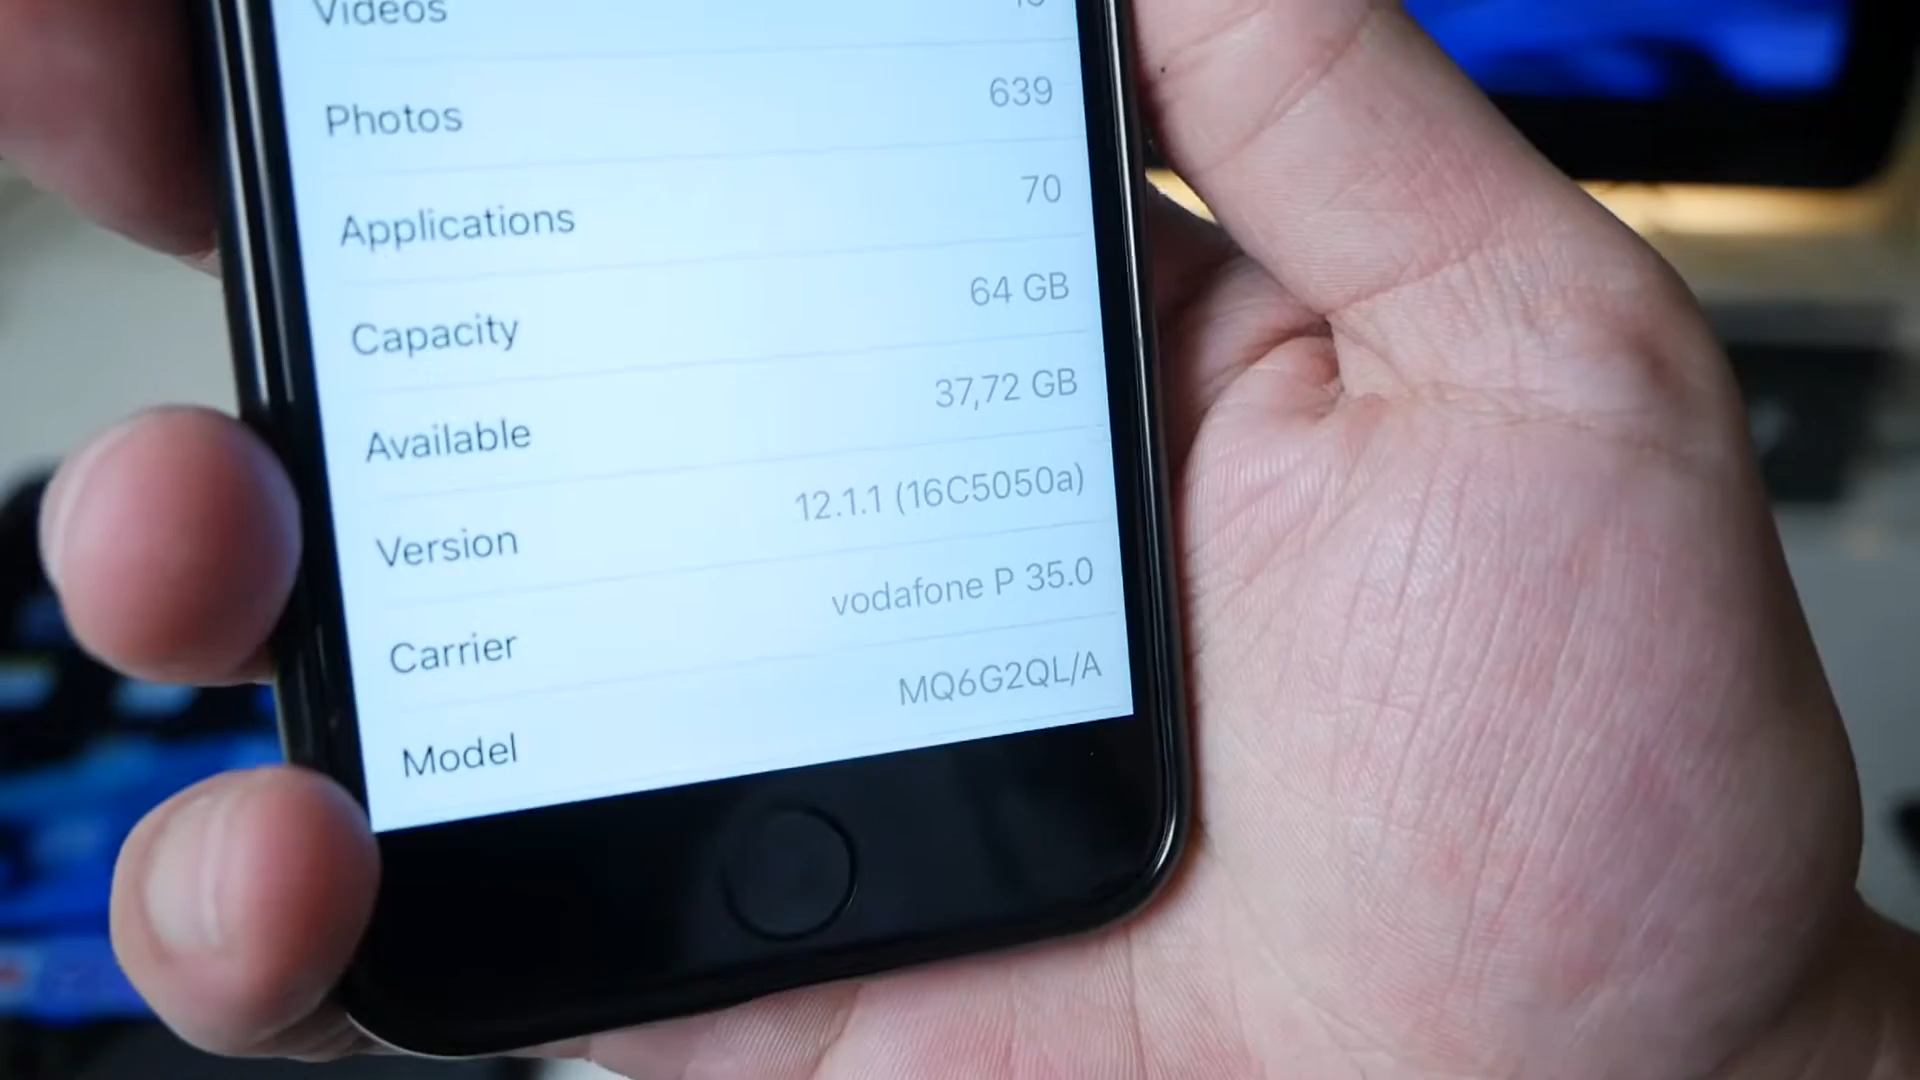 Videos
Photos 639
Applications 70
Capacity 64 GB
Available 37,72 GB
Version 12.1.1 (16C5050a)
Carrier vodafone P 35.0
Model MQ6G2QL/A